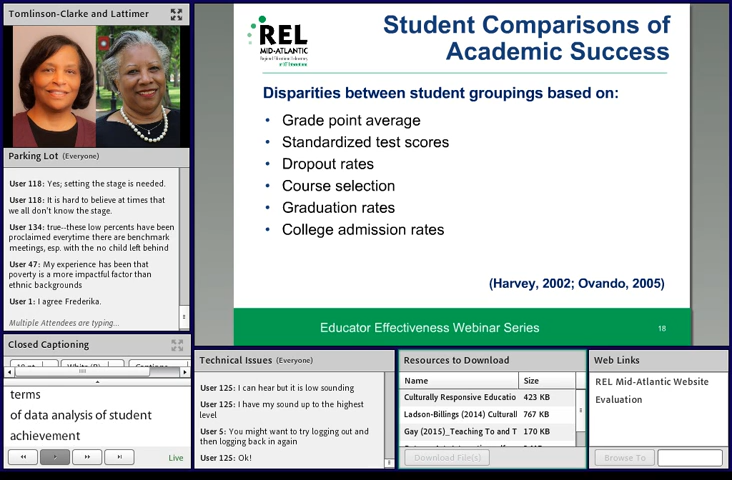 Tomlinson-Clarke and Lattimer
Parking Lot (Everyone)
User 118: Yes; setting the stage is needed.
User 118: It is hard to believe at times that
we all don't know the stage.
User 134: true--these low percents have been
proclaimed everytime there are benchmark
meetings, esp. with the no child left behind
User 47: My experience has been that
poverty is a more impactful factor than
ethnic backgrounds
User 1: I agree Frederika.
Multiple Attendees are typing...
Closed Captioning
terms
of data analysis of student
achievement
Live
REL
MID-ATLANTIC
Student Comparisons of
Academic Success
Disparities between student groupings based on:
• Grade point average
• Standardized test scores
• Dropout rates
• Course selection
• Graduation rates
• College admission rates
(Harvey, 2002; Ovando, 2005)
Educator Effectiveness Webinar Series
18
Technical Issues (Everyone)
User 125: I can hear but it is low sounding
User 125: I have my sound up to the highest
level
User 5: You might want to try logging out and
then logging back in again
User 125: Ok!
Resources to Download
Name Size
Culturally Responsive Educatio 423 KB
Ladson-Billings (2014) Culturall 767 KB
Gay (2015)_Teaching To and T 170 KB
Download File(s)
Web Links
REL Mid-Atlantic Website
Evaluation
Browse To